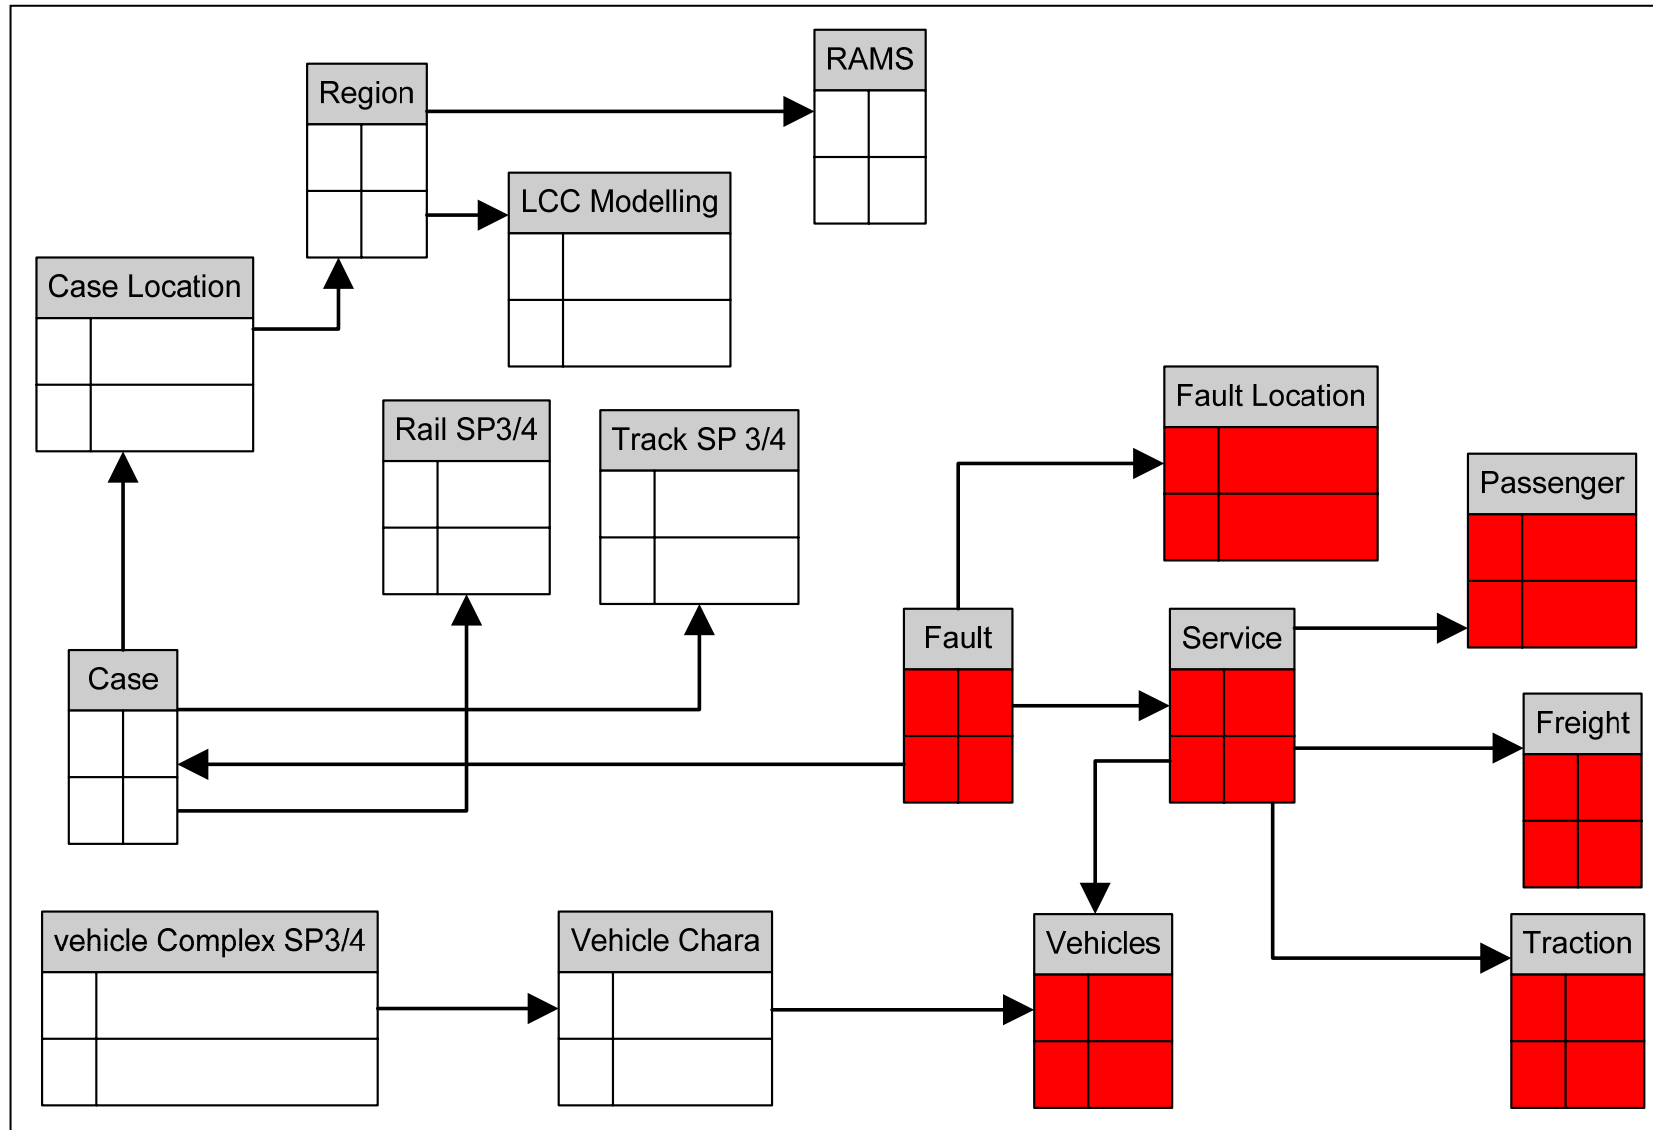 RAMS
Region
LCC Modelling
Case Location
Fault Location
Rail SP3/4
Track SP 3/4
Passenger
Fault
Service
Case
Freight
vehicle Complex SP3/4
Vehicle Chara
Vehicles
Traction